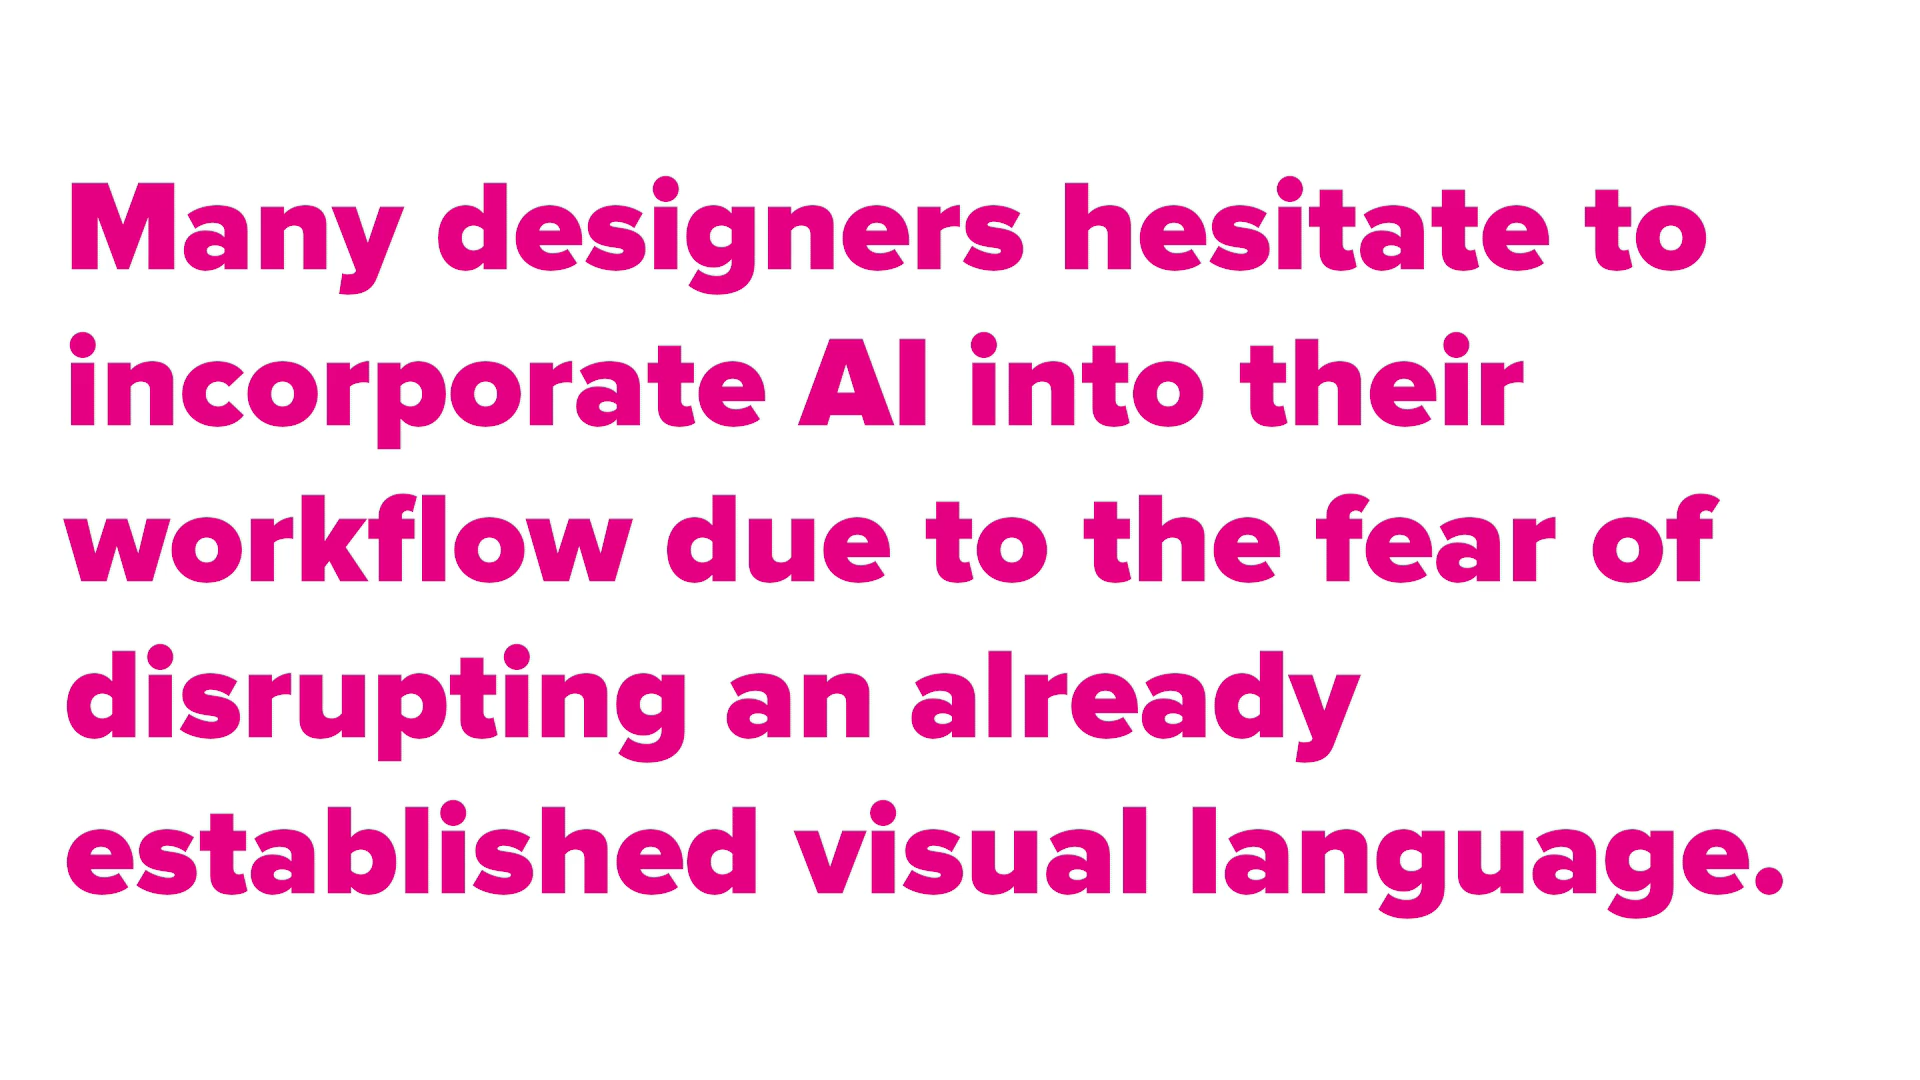 Many designers hesitate to
incorporate AI into their
workflow due to the fear of
disrupting an already
established visual language.